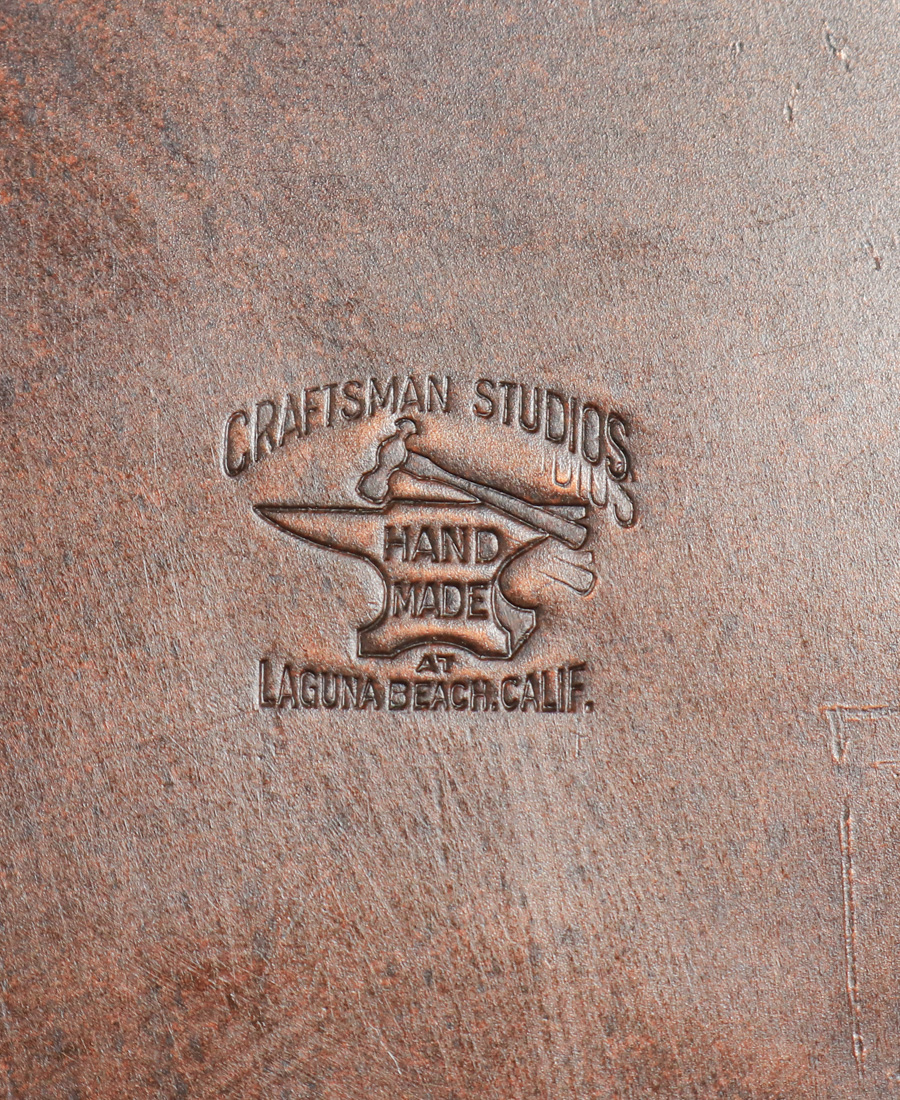 CRAFTSMAN STUDIOS.
HAND
MADE
AT
LAGUNA BEACH. CALIF.